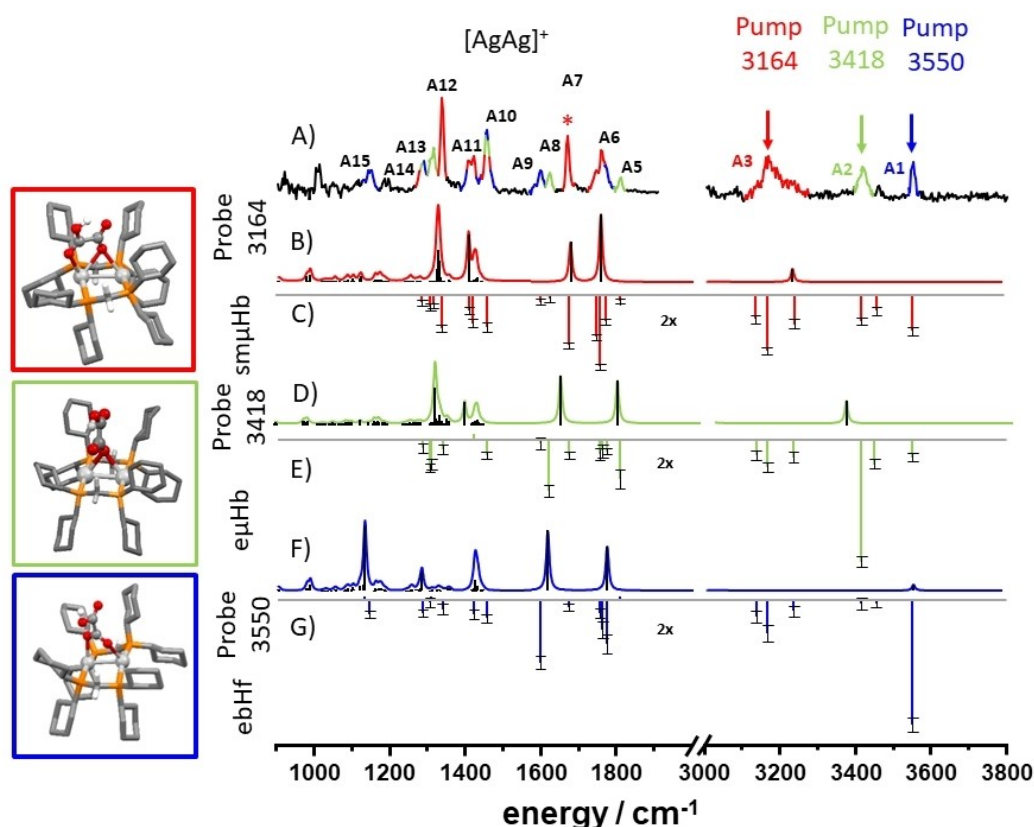 [AgAg]+
Pump
3164
Pump
3418
Pump
3550
A)
A15
A14
A13
A12
A11
A10
A9
A8
A7
*
A6
A5
A3
A2
A1
Probe
3164
B)
smμHb
C)
2x
Probe
3418
D)
eμHb
E)
2x
Probe
3550
F)
ebHf
G)
2x
1000 1200 1400 1600 1800 3000 3200 3400 3600 3800
energy / cm-1